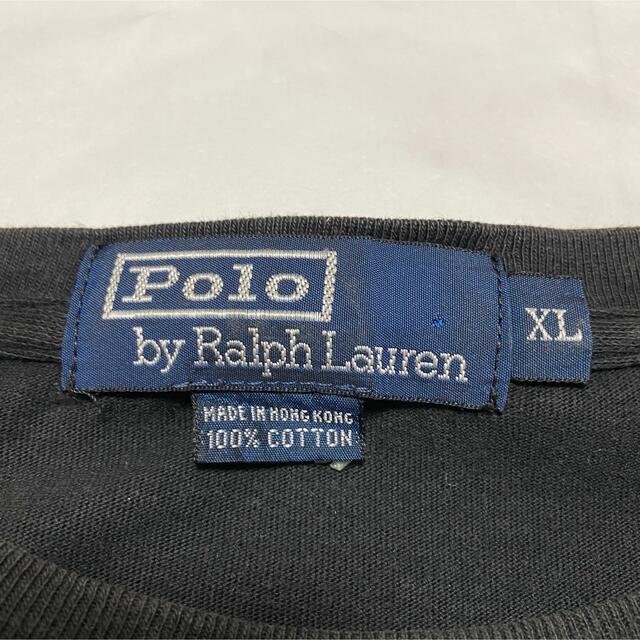 Polo
by Ralph Lauren
XL
MADE IN HONG KONG
100% COTTON